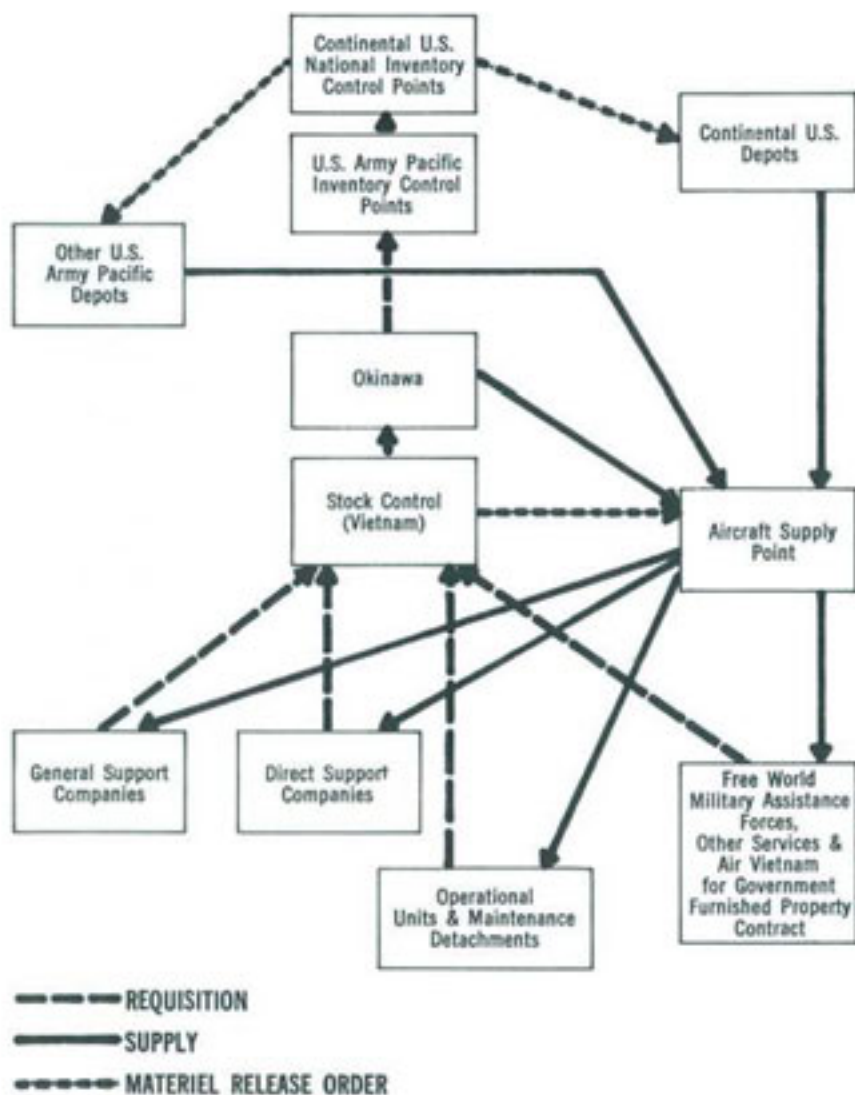 Continental U.S.
National Inventory
Control Points
Continental U.S.
Depots
U.S. Army Pacific
Inventory Control
Points
Other U.S.
Army Pacific
Depots
Okinawa
Stock Control
(Vietnam)
Aircraft Supply
Point
General Support
Companies
Direct Support
Companies
Free World
Military Assistance
Forces,
Other Services &
Air Vietnam
for Government
Furnished Property
Contract
Operational
Units & Maintenance
Detachments
REQUISITION
SUPPLY
MATERIEL RELEASE ORDER